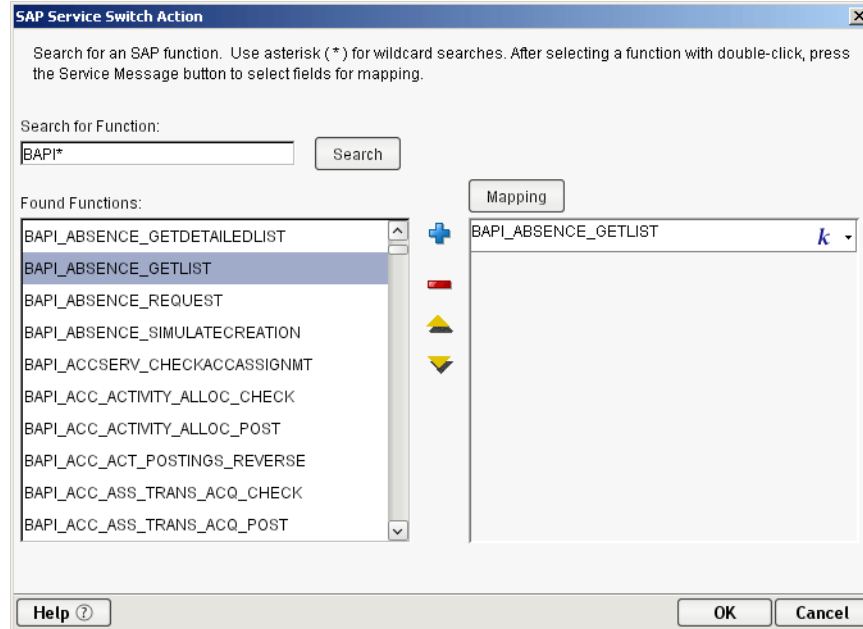 SAP Service Switch Action
Search for an SAP function. Use asterisk ( * ) for wildcard searches. After selecting a function with double-click, press
the Service Message button to select fields for mapping.
Search for Function:
BAPI*
Search
Mapping
Found Functions:
BAPI_ABSENCE_GETDETAILEDLIST
BAPI_ABSENCE_GETLIST
k
BAPI_ABSENCE_GETLIST
BAPI_ABSENCE_REQUEST
BAPI_ABSENCE_SIMULATECREATION
BAPI_ACCSERV_CHECKACCASSIGNMT
BAPI_ACC_ACTIVITY_ALLOC_CHECK
BAPI_ACC_ACTIVITY_ALLOC_POST
BAPI_ACC_ACT_POSTINGS_REVERSE
BAPI_ACC_ASS_TRANS_ACQ_CHECK
BAPI_ACC_ASS_TRANS_ACQ_POST
Help ?
OK
Cancel